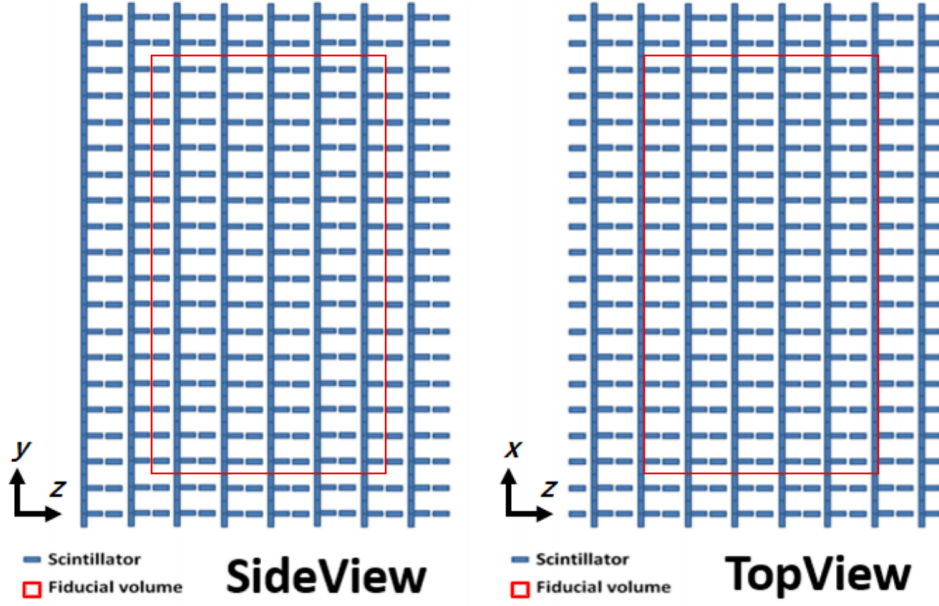 y
z
Scintillator
Fiducial volume
SideView
x
z
Scintillator
Fiducial volume
TopView